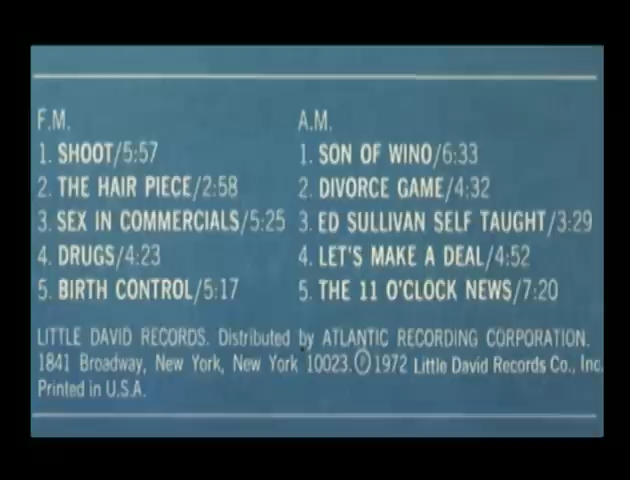 F.M.
1. SHOOT/5:57
2. THE HAIR PIECE/2:58
3. SEX IN COMMERCIALS/5:25
4. DRUGS/4:23
5. BIRTH CONTROL/5:17
A.M.
1. SON OF WINO/6:33
2. DIVORCE GAME/4:32
3. ED SULLIVAN SELF TAUGHT/3:29
4. LET'S MAKE A DEAL/4:52
5. THE 11 O'CLOCK NEWS/7:20
LITTLE DAVID RECORDS. Distributed by ATLANTIC RECORDING CORPORATION.
1841 Broadway, New York, New York 10023. ℗ 1972 Little David Records Co., Inc.
Printed in U.S.A.